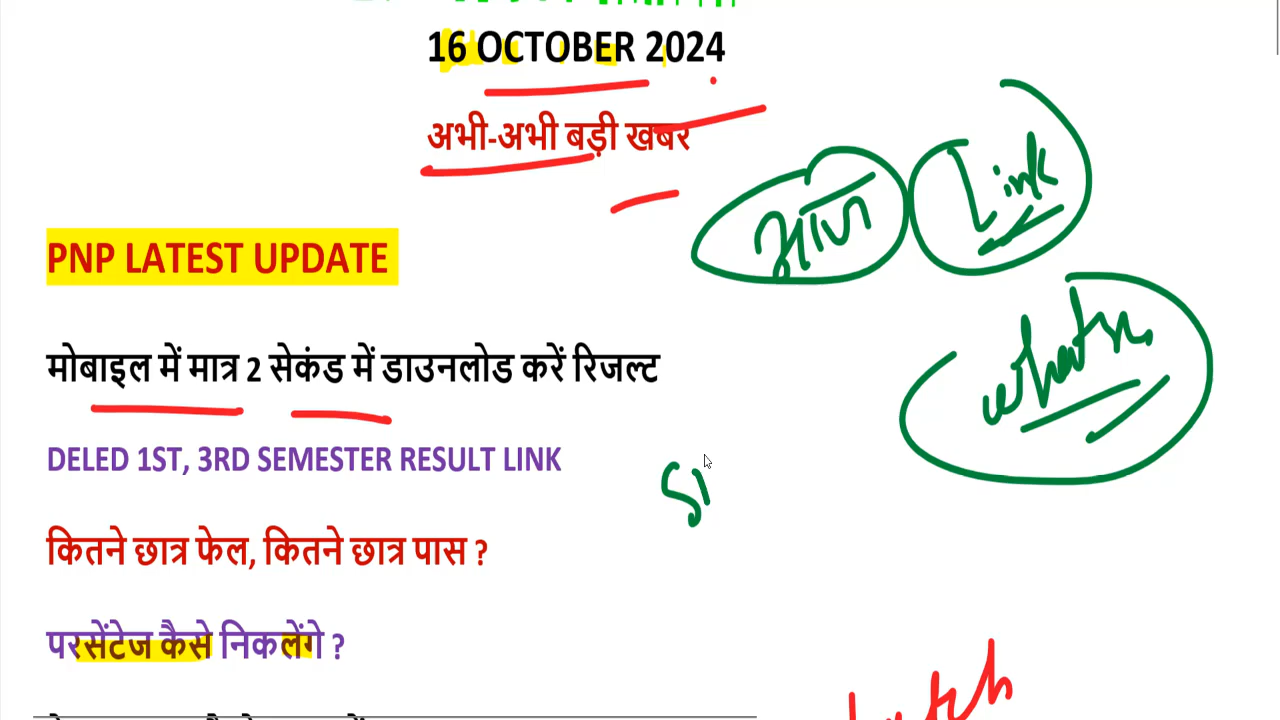 16 OCTOBER 2024
अभी-अभी बड़ी खबर
आज Link
PNP LATEST UPDATE
मोबाइल में मात्र 2 सेकंड में डाउनलोड करें रिजल्ट
DELED 1ST, 3RD SEMESTER RESULT LINK
कितने छात्र फेल, कितने छात्र पास ?
परसेंटेज कैसे निकलेंगे ?